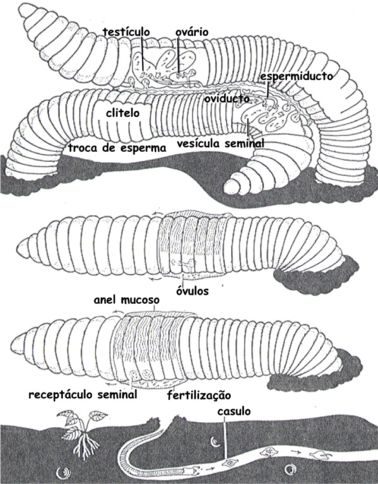 testículo ovário
espermiducto
oviducto
clitelo
troca de esperma vesícula seminal
óvulos
anel mucoso
receptáculo seminal fertilização
casulo